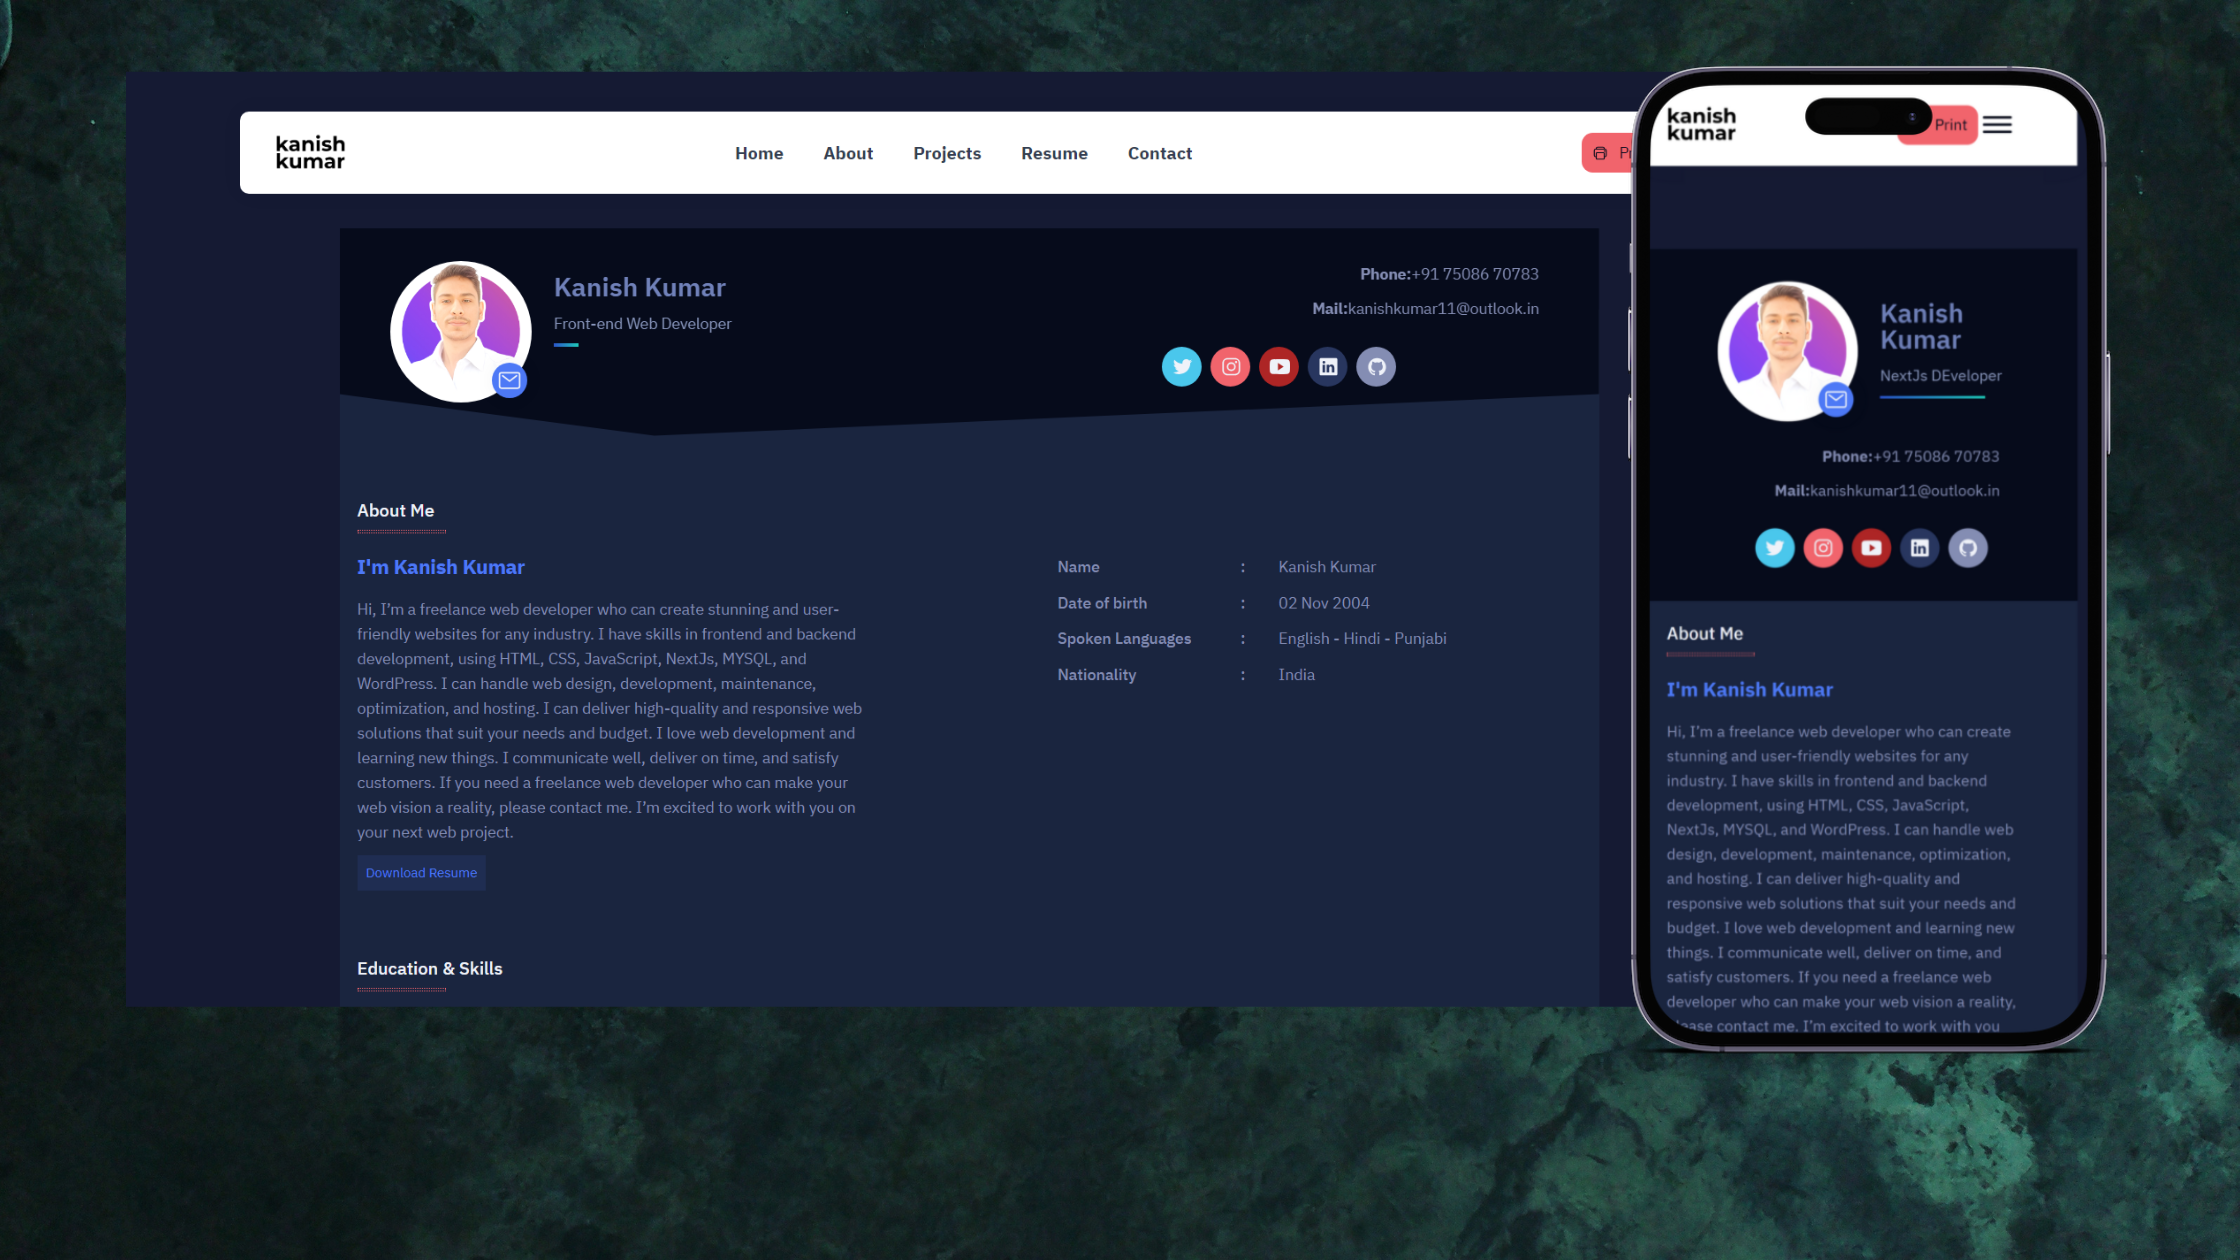 kanish
kumar
Home About Projects Resume Contact
Kanish Kumar
Front-end Web Developer
Phone:+91 75086 70783
Mail:kanishkumar11@outlook.in
About Me
I'm Kanish Kumar
Hi, I’m a freelance web developer who can create stunning and user-
friendly websites for any industry. I have skills in frontend and backend
development, using HTML, CSS, JavaScript, NextJs, MYSQL, and
WordPress. I can handle web design, development, maintenance,
optimization, and hosting. I can deliver high-quality and responsive web
solutions that suit your needs and budget. I love web development and
learning new things. I communicate well, deliver on time, and satisfy
customers. If you need a freelance web developer who can make your
web vision a reality, please contact me. I’m excited to work with you on
your next web project.
Download Resume
Name : Kanish Kumar
Date of birth : 02 Nov 2004
Spoken Languages : English - Hindi - Punjabi
Nationality : India
Education & Skills
kanish
kumar
Print
Kanish
Kumar
NextJs DEveloper
Phone:+91 75086 70783
Mail:kanishkumar11@outlook.in
About Me
I'm Kanish Kumar
Hi, I’m a freelance web developer who can create
stunning and user-friendly websites for any
industry. I have skills in frontend and backend
development, using HTML, CSS, JavaScript,
NextJs, MYSQL, and WordPress. I can handle web
design, development, maintenance, optimization,
and hosting. I can deliver high-quality and
responsive web solutions that suit your needs and
budget. I love web development and learning new
things. I communicate well, deliver on time, and
satisfy customers. If you need a freelance web
developer who can make your web vision a reality,
please contact me. I’m excited to work with you